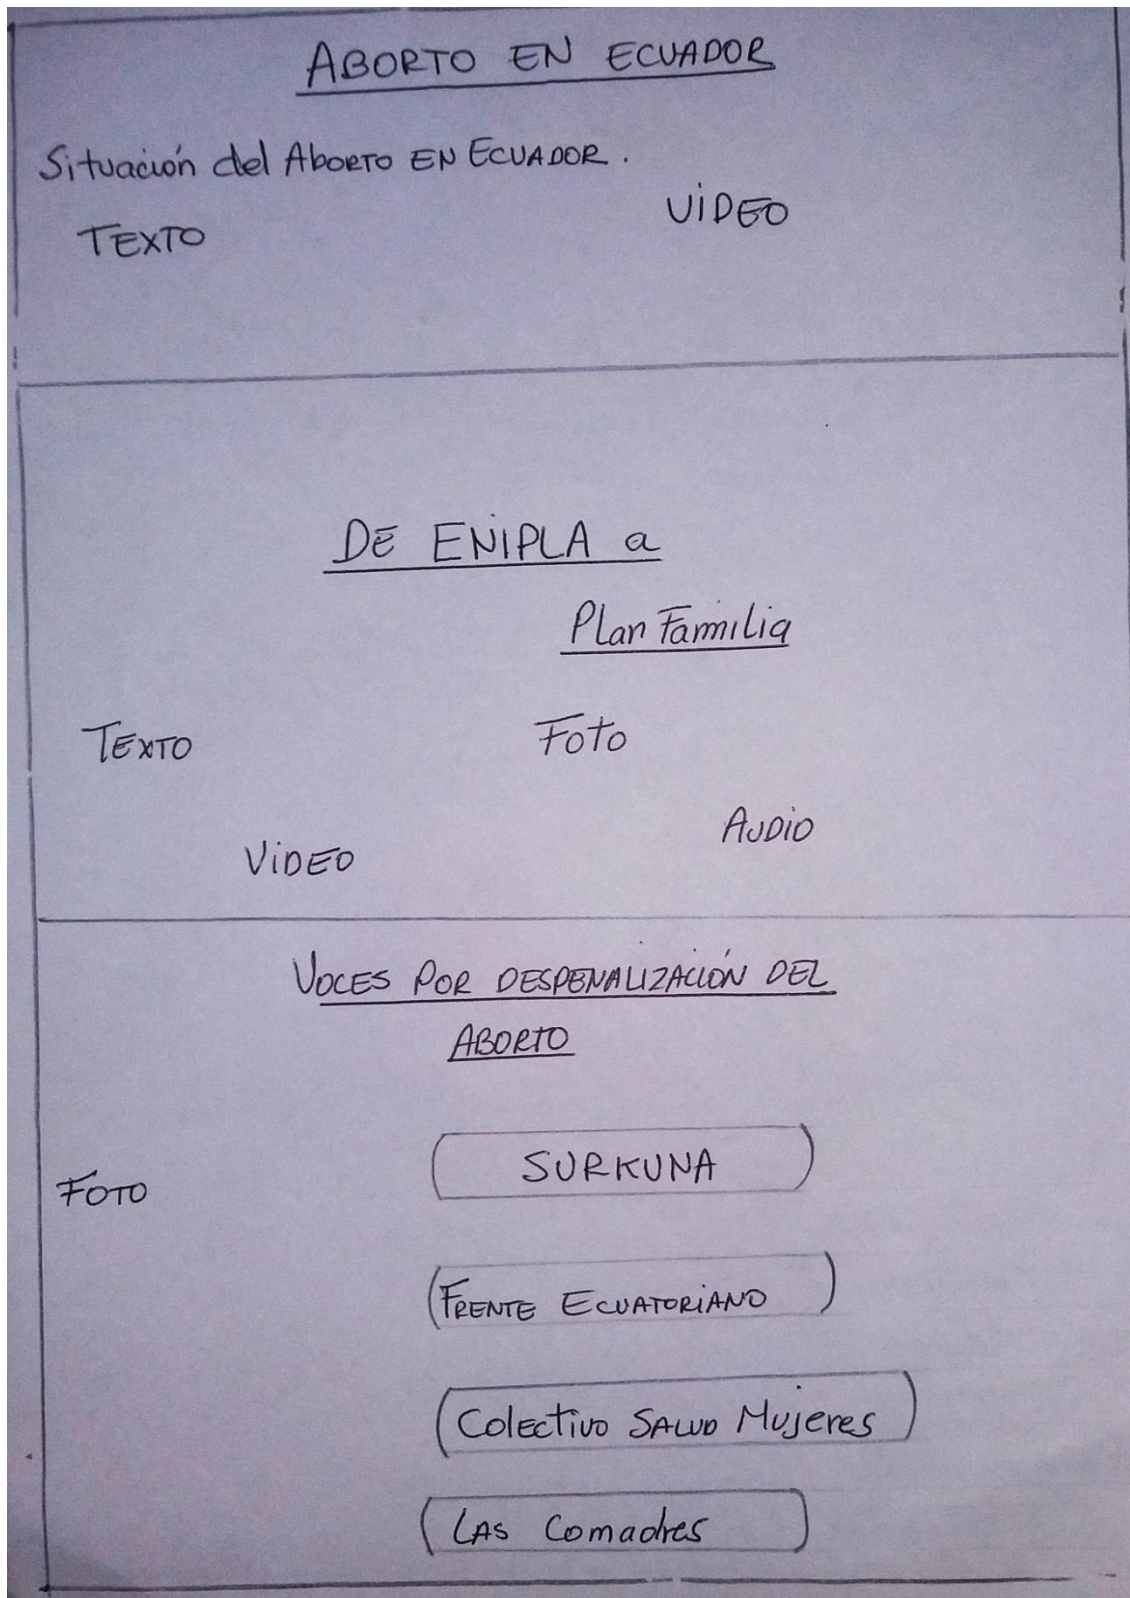 ABORTO EN ECUADOR
Situación del Aborto EN ECUADOR.
VIDEO
TEXTO
DE ENIPLA a
Plan Familia
TEXTO
FOTO
AUDIO
VIDEO
VOCES POR DESPENALIZACIÓN DEL
ABORTO
SURKUNA
FOTO
FRENTE ECUATORIANO
Colectivo SALUD Mujeres
LAS Comadres